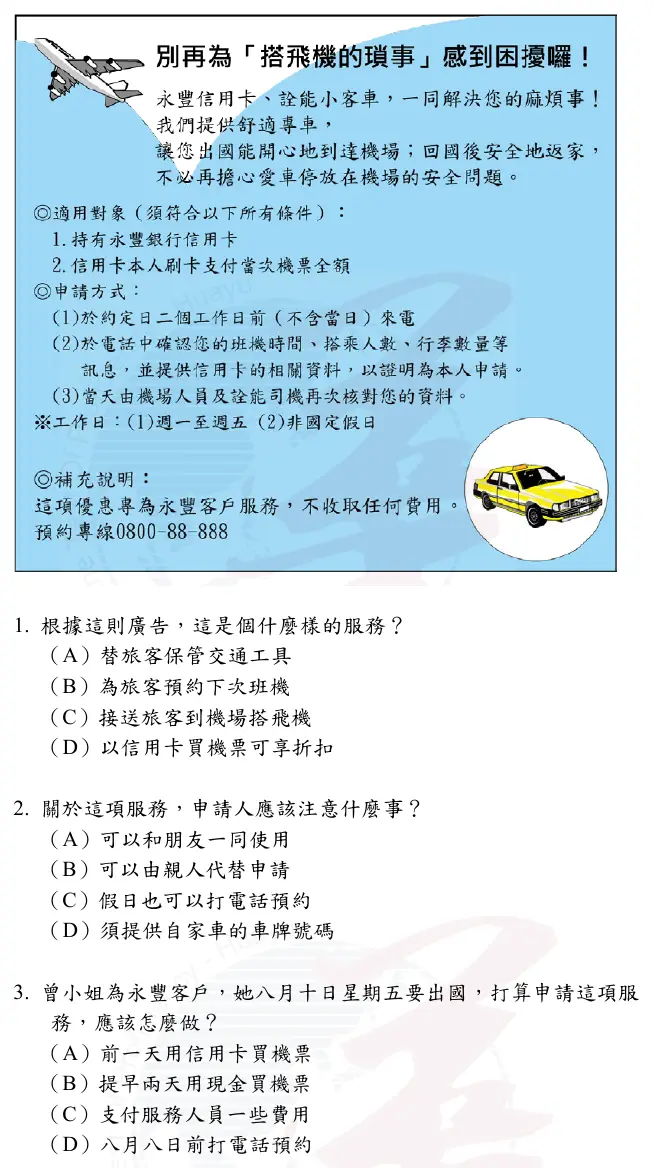 別再為「搭飛機的瑣事」感到困擾囉！
永豐信用卡、詮能小客車，一同解決您的麻煩事！
我們提供舒適專車，
讓您出國能開心地到達機場；回國後安全地返家，
不必再擔心愛車停放在機場的安全問題。
◎適用對象（須符合以下所有條件）：
1.持有永豐銀行信用卡
2.信用卡本人刷卡支付當次機票全額
◎申請方式：
(1)於約定日二個工作日前（不含當日）來電
(2)於電話中確認您的班機時間、搭乘人數、行李數量等
訊息，並提供信用卡的相關資料，以證明為本人申請。
(3)當天由機場人員及詮能司機再次核對您的資料。
※工作日：(1)週一至週五 (2)非國定假日
◎補充說明：
這項優惠專為永豐客戶服務，不收取任何費用。
預約專線0800-88-888
1. 根據這則廣告，這是個什麼樣的服務？
（A）替旅客保管交通工具
（B）為旅客預約下次班機
（C）接送旅客到機場搭飛機
（D）以信用卡買機票可享折扣
2. 關於這項服務，申請人應該注意什麼事？
（A）可以和朋友一同使用
（B）可以由親人代替申請
（C）假日也可以打電話預約
（D）須提供自家車的車牌號碼
3. 曾小姐為永豐客戶，她八月十日星期五要出國，打算申請這項服
務，應該怎麼做？
（A）前一天用信用卡買機票
（B）提早兩天用現金買機票
（C）支付服務人員一些費用
（D）八月八日前打電話預約